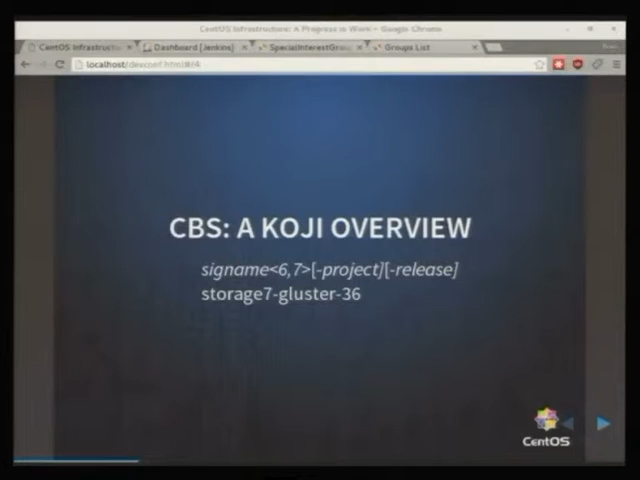 CentOS Infrastructure: A Progress in Work - Google Chrome
CentOS Infrastructur
Dashboard [Jenkins]
SpecialInterestGrou
Groups List
localhost/devconf.html#/4
CBS: A KOJI OVERVIEW
signame<6,7>[-project][-release]
storage7-gluster-36
CentOS